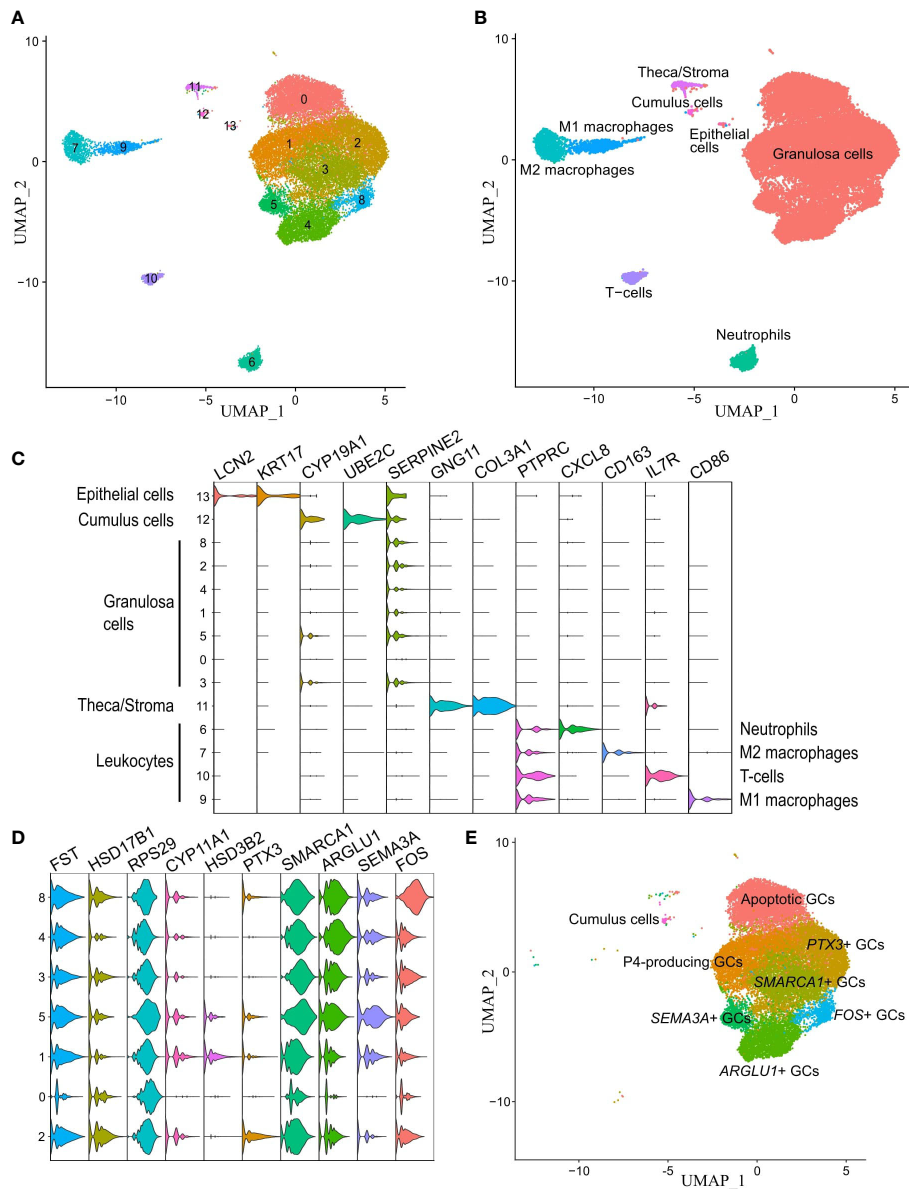 A
10
0
−10
UMAP_2
−10
−5
0
5
UMAP_1
0
1
2
3
4
5
6
7
8
9
10
11
12
13
B
10
0
−10
UMAP_2
−10
−5
0
5
UMAP_1
Theca/Stroma
Cumulus cells
M1 macrophages
Epithelial
cells
Granulosa cells
M2 macrophages
T−cells
Neutrophils
C
LCN2 KRT17 CYP19A1 UBE2C SERPINE2 GNG11 COL3A1 PTPRC CXCL8 CD163 IL7R CD86
Epithelial cells 13
Cumulus cells 12
8
2
4
Granulosa
cells
1
5
0
3
Theca/Stroma 11
6 Neutrophils
7 M2 macrophages
Leukocytes
10 T-cells
9 M1 macrophages
D
FST HSD17B1 RPS29 CYP11A1 HSD3B2 PTX3 SMARCA1 ARGLU1 SEMA3A FOS
8
4
3
5
1
0
2
E
10
0
−10
UMAP_2
-10
-5
0
5
UMAP_1
Apoptotic GCs
Cumulus cells
PTX3+ GCs
P4-producing GCs
SMARCA1+ GCs
SEMA3A+ GCs
FOS+ GCs
ARGLU1+ GCs